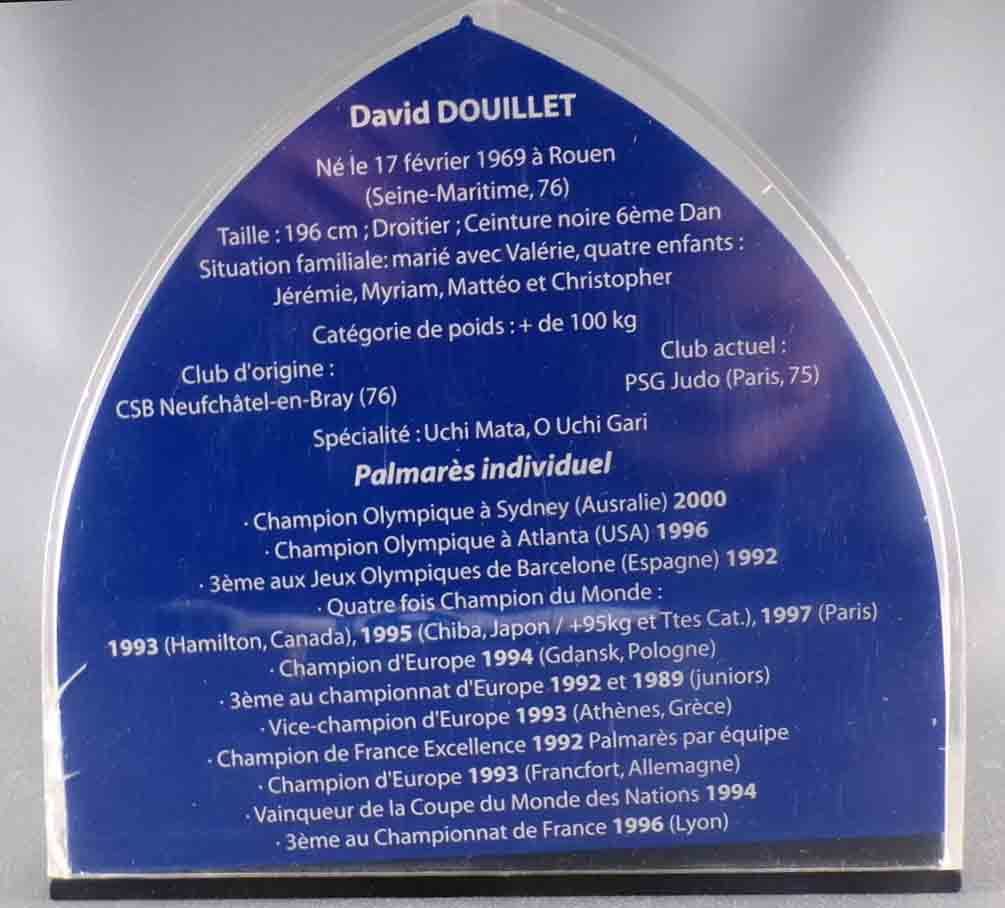 David DOUILLET
Né le 17 février 1969 à Rouen
(Seine-Maritime, 76)
Taille : 196 cm ; Droitier ; Ceinture noire 6ème Dan
Situation familiale: marié avec Valérie, quatre enfants :
Jérémie, Myriam, Mattéo et Christopher
Catégorie de poids : + de 100 kg
Club d'origine :
CSB Neufchâtel-en-Bray (76)
Club actuel :
PSG Judo (Paris, 75)
Spécialité : Uchi Mata, O Uchi Gari
Palmarès individuel
· Champion Olympique à Sydney (Ausralie) 2000
· Champion Olympique à Atlanta (USA) 1996
· 3ème aux Jeux Olympiques de Barcelone (Espagne) 1992
· Quatre fois Champion du Monde :
1993 (Hamilton, Canada), 1995 (Chiba, Japon / +95kg et Ttes Cat.), 1997 (Paris)
· Champion d'Europe 1994 (Gdansk, Pologne)
· 3ème au championnat d'Europe 1992 et 1989 (juniors)
· Vice-champion d'Europe 1993 (Athènes, Grèce)
· Champion de France Excellence 1992 Palmarès par équipe
· Champion d'Europe 1993 (Francfort, Allemagne)
· Vainqueur de la Coupe du Monde des Nations 1994
· 3ème au Championnat de France 1996 (Lyon)